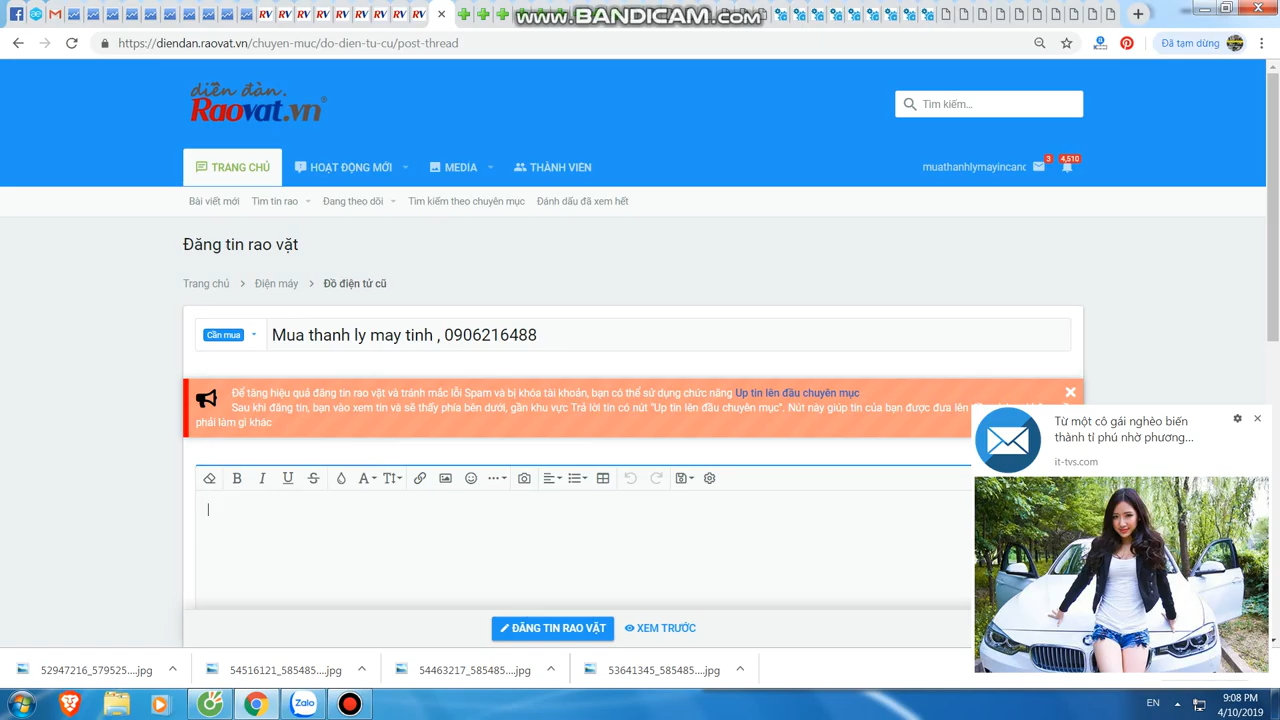 www.BANDICAM.com
https://diendan.raovat.vn/chuyen-muc/do-dien-tu-cu/post-thread
Đã tạm dừng
diễn đàn.
Raovat.vn®
Tìm kiếm...
TRANG CHỦ
HOẠT ĐỘNG MỚI
MEDIA
THÀNH VIÊN
muathanhlymayincanc
3
4,510
Bài viết mới
Tìm tin rao
Đang theo dõi
Tìm kiếm theo chuyên mục
Đánh dấu đã xem hết
Đăng tin rao vặt
Trang chủ > Điện máy > Đồ điện tử cũ
Cần mua
Mua thanh ly may tinh , 0906216488
Để tăng hiệu quả đăng tin rao vặt và tránh mắc lỗi Spam và bị khóa tài khoản, bạn có thể sử dụng chức năng Up tin lên đầu chuyên mục
Sau khi đăng tin, bạn vào xem tin và sẽ thấy phía bên dưới, gần khu vực Trả lời tin có nút "Up tin lên đầu chuyên mục". Nút này giúp tin của bạn được đưa lên
phải làm gì khác
Từ một cô gái nghèo biến
thành tỉ phú nhờ phương...
it-tvs.com
ĐĂNG TIN RAO VẶT
XEM TRƯỚC
52947216_579525....jpg
54516121_585485....jpg
54463217_585485....jpg
53641345_585485....jpg
Zalo
EN
9:08 PM
4/10/2019